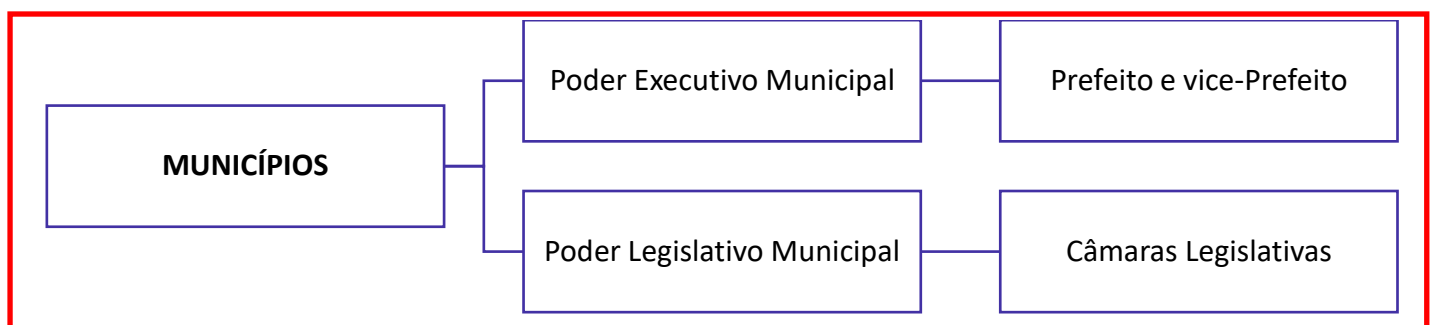 Poder Executivo Municipal
Prefeito e vice-Prefeito
MUNICÍPIOS
Poder Legislativo Municipal
Câmaras Legislativas